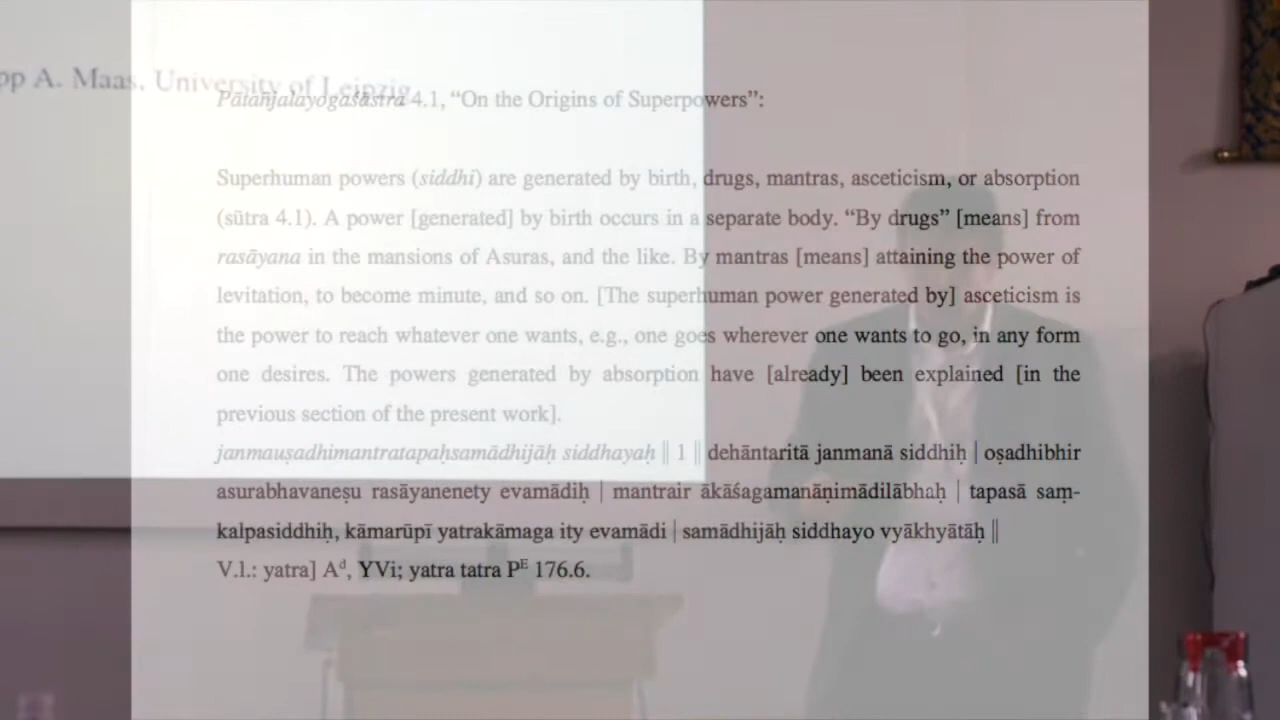 pp A. Maas, University of Leipzig
Pātañjalayogaśāstra 4.1, “On the Origins of Superpowers”:
Superhuman powers (siddhi) are generated by birth, drugs, mantras, asceticism, or absorption
(sūtra 4.1). A power [generated] by birth occurs in a separate body. “By drugs” [means] from
rasāyana in the mansions of Asuras, and the like. By mantras [means] attaining the power of
levitation, to become minute, and so on. [The superhuman power generated by] asceticism is
the power to reach whatever one wants, e.g., one goes wherever one wants to go, in any form
one desires. The powers generated by absorption have [already] been explained [in the
previous section of the present work].
janmauṣadhimantratapaḥsamādhijāḥ siddhayaḥ ‖ 1 ‖ dehāntaritā janmanā siddhiḥ | oṣadhibhir
asurabhavaneṣu rasāyanenety evamādiḥ | mantrair ākāśagamanāṇimādilābhaḥ | tapasā saṃ-
kalpasiddhiḥ, kāmarūpī yatrakāmaga ity evamādi | samādhijāḥ siddhayo vyākhyātāḥ ‖
V.l.: yatra] Aᵈ, YVi; yatra tatra Pᴱ 176.6.